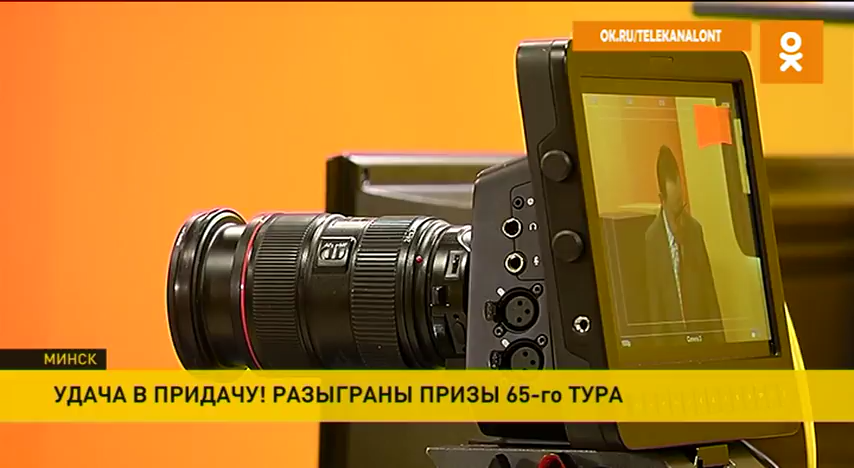 OK.RU/TELEKANALONT
МИНСК
УДАЧА В ПРИДАЧУ! РАЗЫГРАНЫ ПРИЗЫ 65-го ТУРА